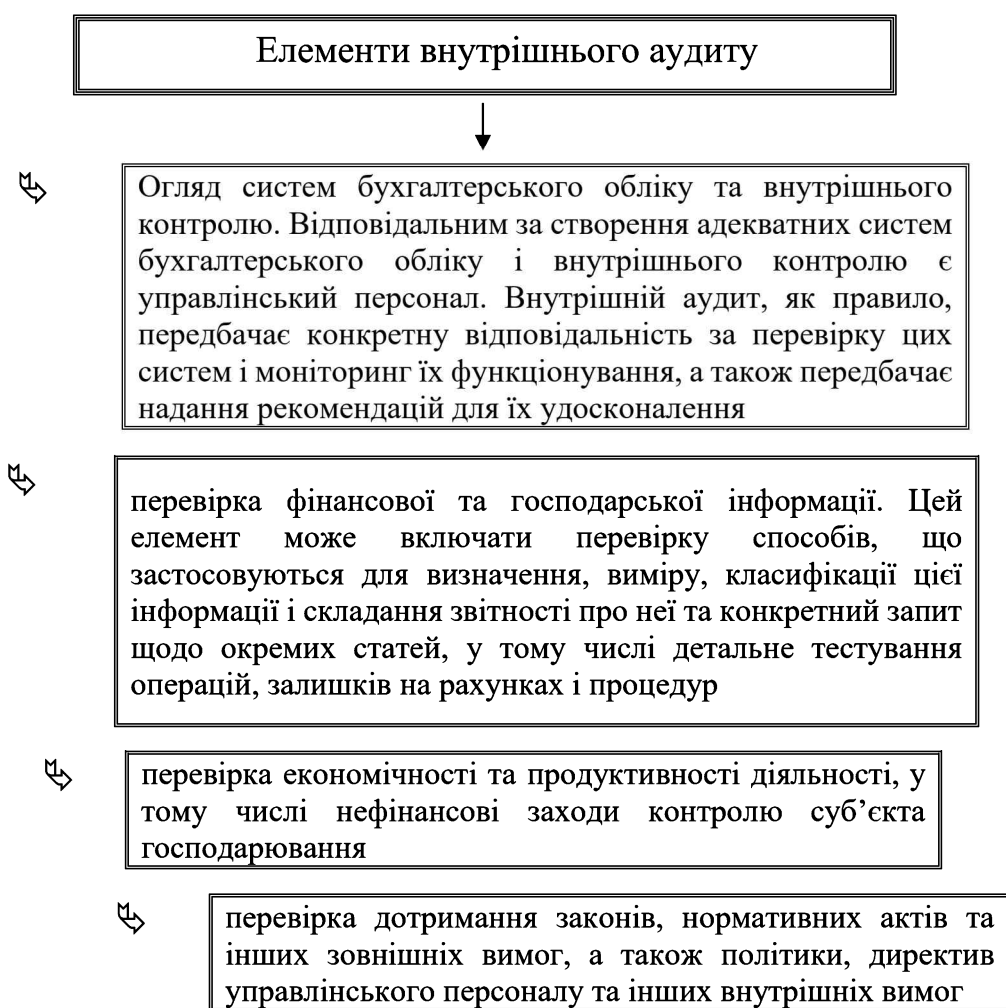 Елементи внутрішнього аудиту
Огляд систем бухгалтерського обліку та внутрішнього
контролю. Відповідальним за створення адекватних систем
бухгалтерського обліку і внутрішнього контролю є
управлінський персонал. Внутрішній аудит, як правило,
передбачає конкретну відповідальність за перевірку цих
систем і моніторинг їх функціонування, а також передбачає
надання рекомендацій для їх удосконалення
перевірка фінансової та господарської інформації. Цей
елемент може включати перевірку способів, що
застосовуються для визначення, виміру, класифікації цієї
інформації і складання звітності про неї та конкретний запит
щодо окремих статей, у тому числі детальне тестування
операцій, залишків на рахунках і процедур
перевірка економічності та продуктивності діяльності, у
тому числі нефінансові заходи контролю суб’єкта
господарювання
перевірка дотримання законів, нормативних актів та
інших зовнішніх вимог, а також політики, директив
управлінського персоналу та інших внутрішніх вимог